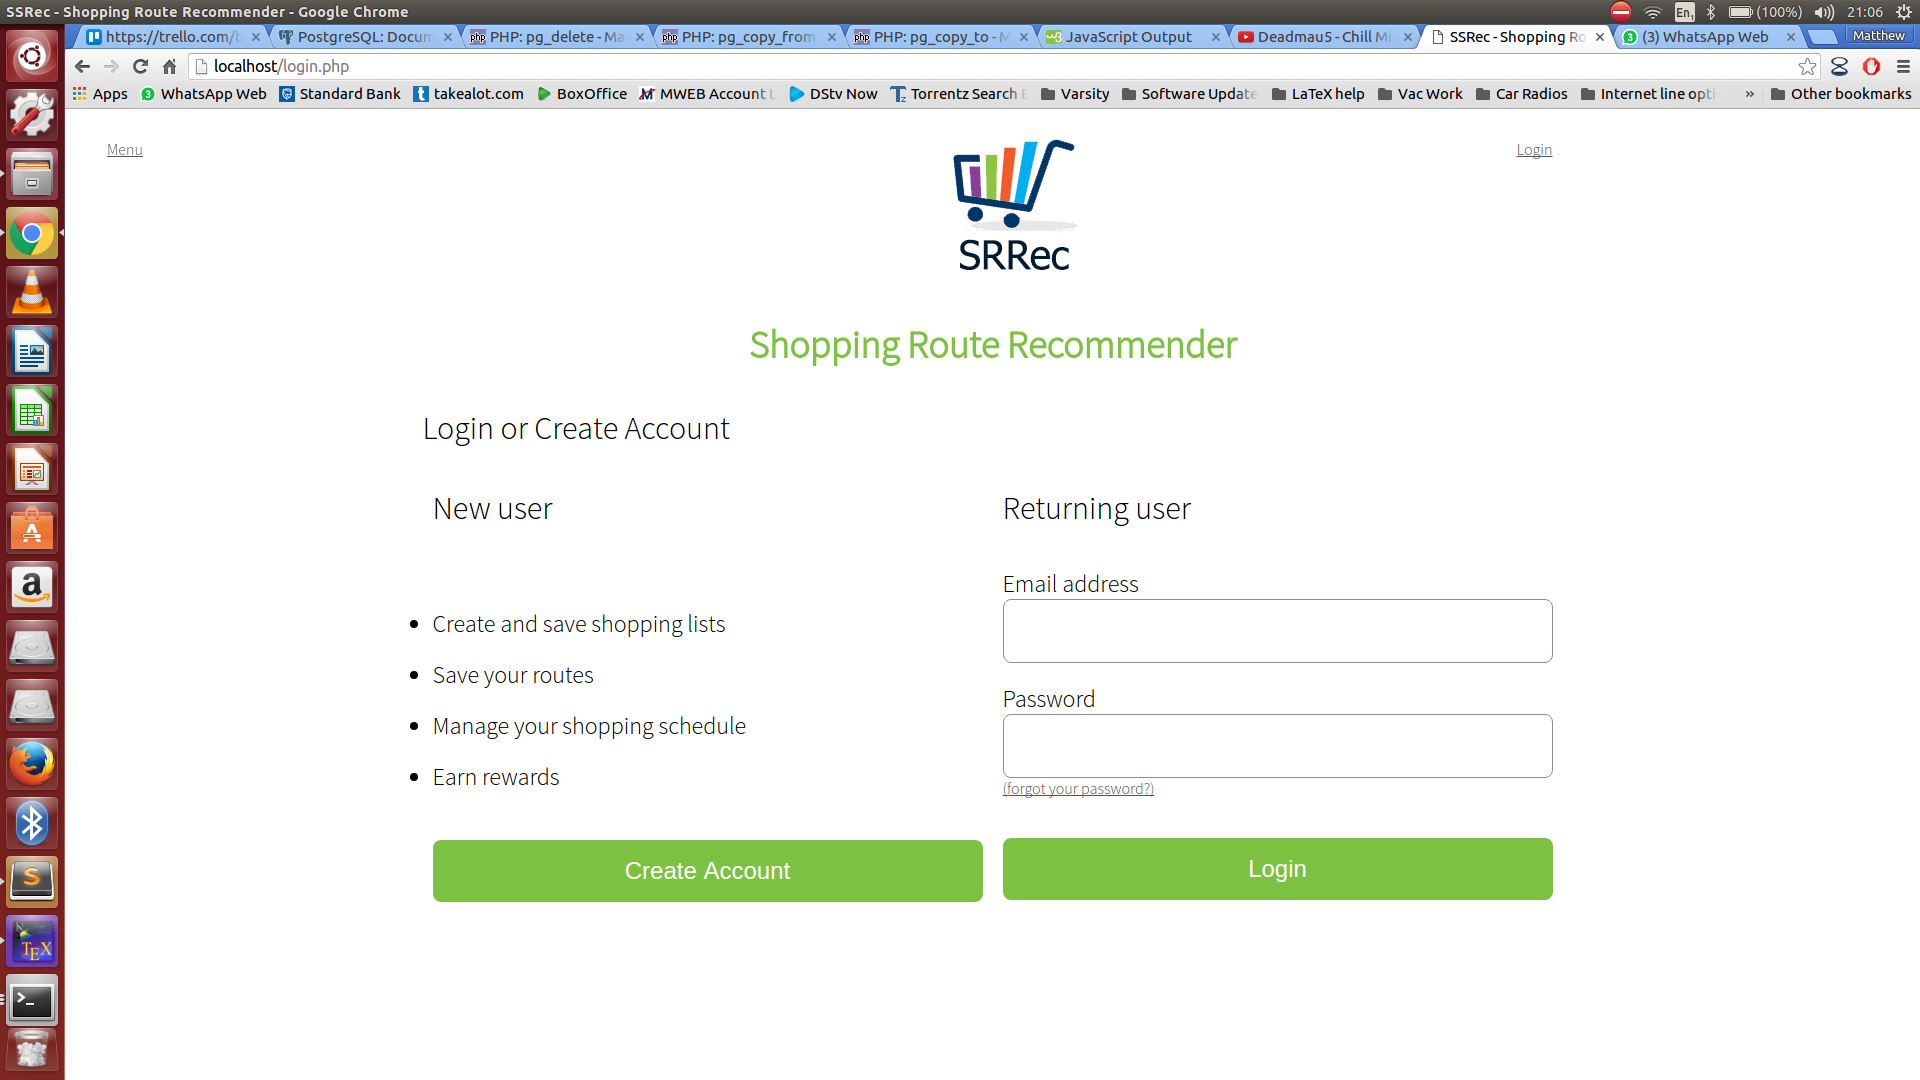 SSRec - Shopping Route Recommender - Google Chrome
En1
(100%)
21:06
https://trello.com/b
PostgreSQL: Docum
PHP: pg_delete - Ma
PHP: pg_copy_from
PHP: pg_copy_to - M
JavaScript Output
Deadmau5 - Chill Mi
SSRec - Shopping Ro
(3) WhatsApp Web
Matthew
localhost/login.php
Apps
WhatsApp Web
Standard Bank
takealot.com
BoxOffice
MWEB Account L
DStv Now
Torrentz Search E
Varsity
Software Update
LaTeX help
Vac Work
Car Radios
Internet line opti
»
Other bookmarks
Menu
Login
SRRec
Shopping Route Recommender
Login or Create Account
New user
• Create and save shopping lists
• Save your routes
• Manage your shopping schedule
• Earn rewards
Create Account
Returning user
Email address
Password
(forgot your password?)
Login